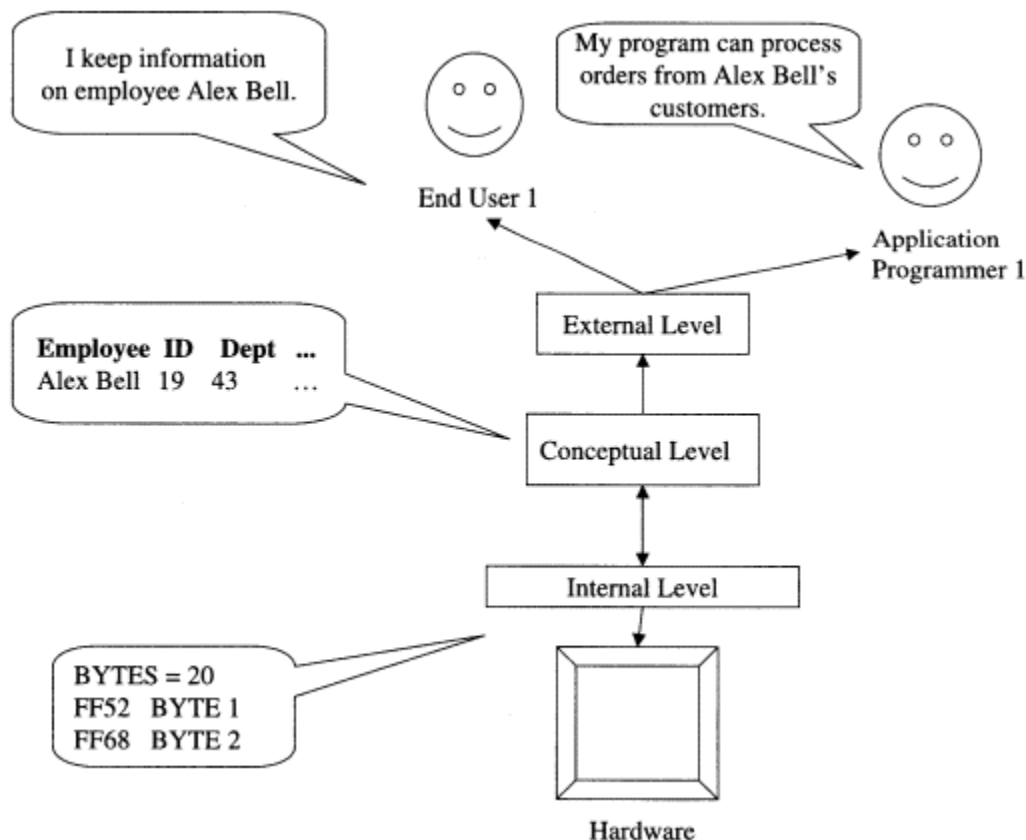 I keep information
on employee Alex Bell.
My program can process
orders from Alex Bell's
customers.
End User 1
Application
Programmer 1
External Level
Employee ID Dept ...
Alex Bell 19 43 ...
Conceptual Level
Internal Level
BYTES = 20
FF52 BYTE 1
FF68 BYTE 2
Hardware